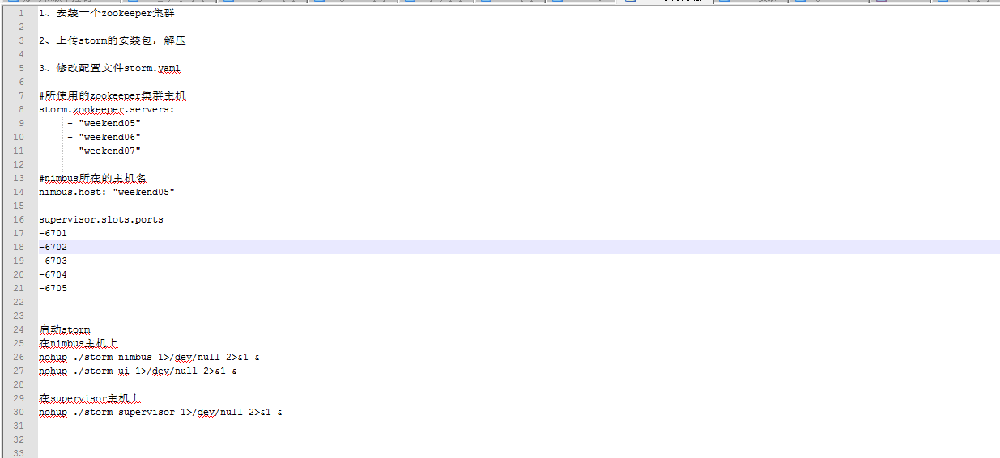 1、安装一个zookeeper集群
2、上传storm的安装包，解压
3、修改配置文件storm.yaml
#所使用的zookeeper集群主机
storm.zookeeper.servers:
- "weekend05"
- "weekend06"
- "weekend07"
#nimbus所在的主机名
nimbus.host: "weekend05"
supervisor.slots.ports
-6701
-6702
-6703
-6704
-6705
启动storm
在nimbus主机上
nohup ./storm nimbus 1>/dev/null 2>&1 &
nohup ./storm ui 1>/dev/null 2>&1 &
在supervisor主机上
nohup ./storm supervisor 1>/dev/null 2>&1 &